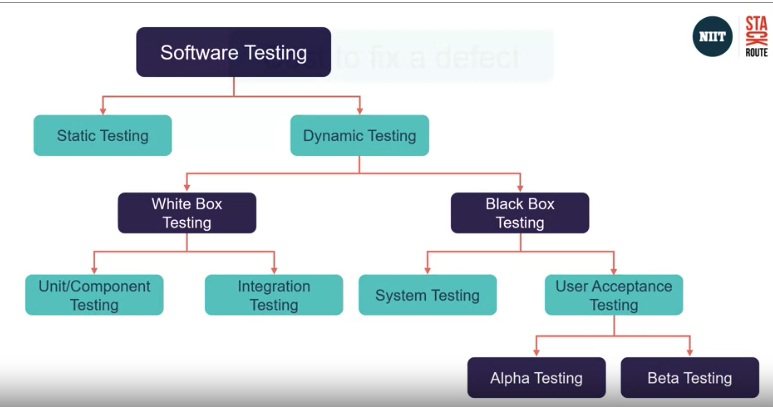 Software Testing
to fix a defect
NIIT
STA
CK
ROUTE
Static Testing
Dynamic Testing
White Box
Testing
Black Box
Testing
Unit/Component
Testing
Integration
Testing
System Testing
User Acceptance
Testing
Alpha Testing
Beta Testing